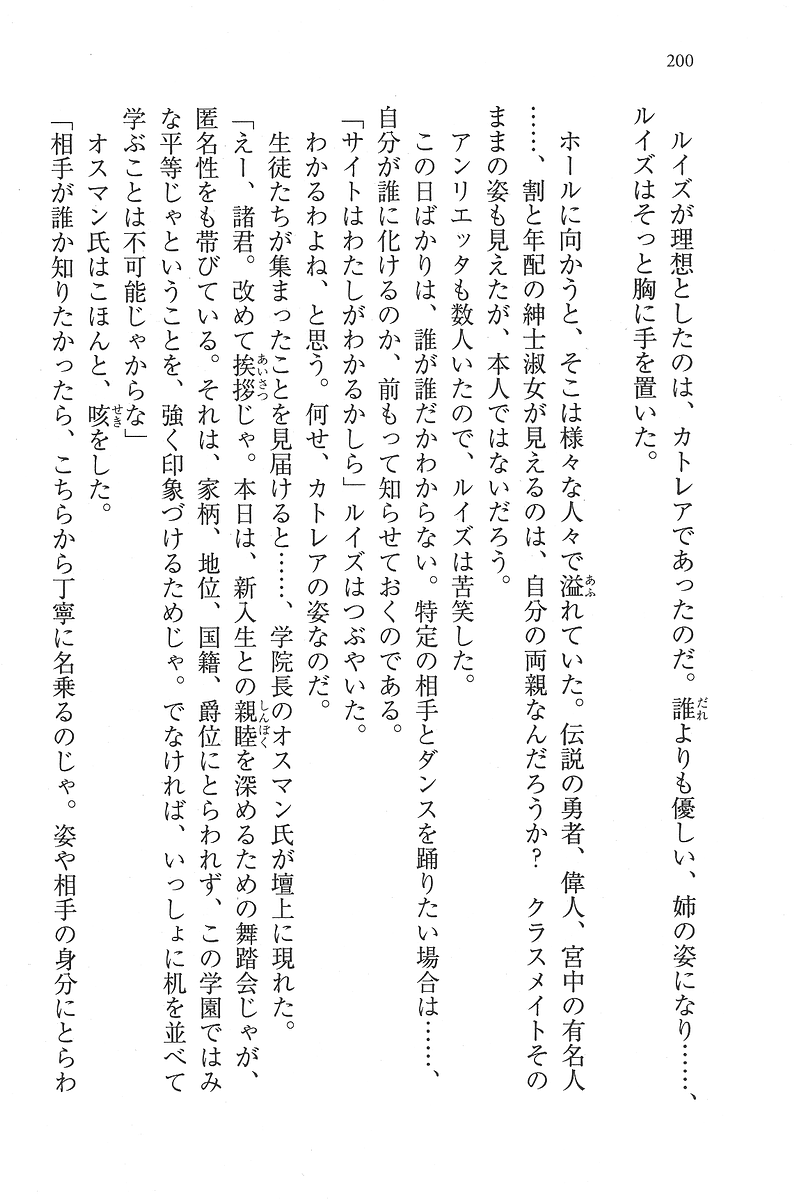 200
ルイズが理想としたのは、カトレアであったのだ。誰よりも優しい、姉の姿になり……、
ルイズはそっと胸に手を置いた。
ホールに向かうと、そこは様々な人々で溢れていた。伝説の勇者、偉人、宮中の有名人
……、割と年配の紳士淑女が見えるのは、自分の両親なんだろうか？　クラスメイトその
ままの姿も見えたが、本人ではないだろう。
アンリエッタも数人いたので、ルイズは苦笑した。
この日ばかりは、誰が誰だかわからない。特定の相手とダンスを踊りたい場合は……、
自分が誰に化けるのか、前もって知らせておくのである。
「サイトはわたしがわかるかしら」ルイズはつぶやいた。
わかるわよね、と思う。何せ、カトレアの姿なのだ。
生徒たちが集まったことを見届けると……、学院長のオスマン氏が壇上に現れた。
「えー、諸君。改めて挨拶じゃ。本日は、新入生との親睦を深めるための舞踏会じゃが、
匿名性をも帯びている。それは、家柄、地位、国籍、爵位にとらわれず、この学園ではみ
な平等じゃということを、強く印象づけるためじゃ。でなければ、いっしょに机を並べて
学ぶことは不可能じゃからな」
オスマン氏はこほんと、咳をした。
「相手が誰か知りたかったら、こちらから丁寧に名乗るのじゃ。姿や相手の身分にとらわ